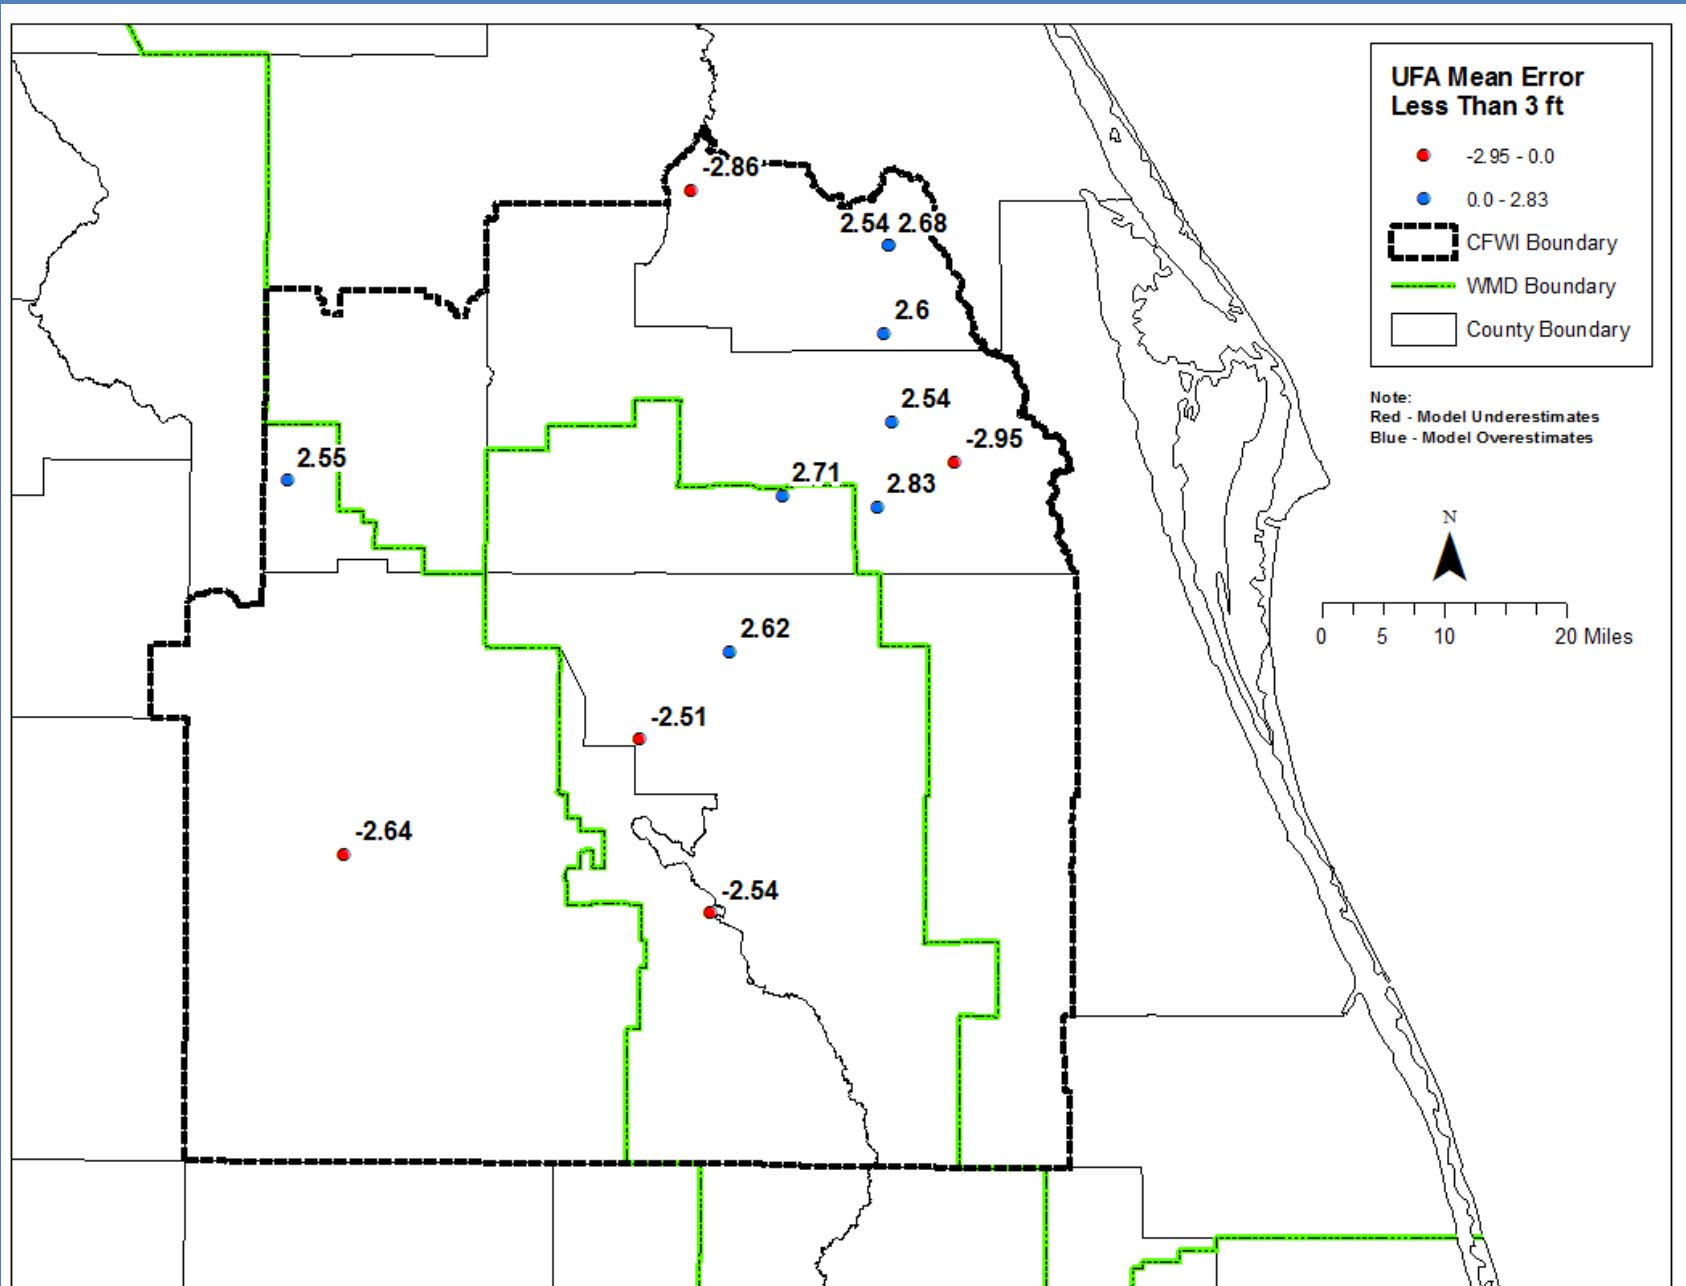 UFA Mean Error
Less Than 3 ft
-2.95 - 0.0
0.0 - 2.83
CFWI Boundary
WMD Boundary
County Boundary
Note:
Red - Model Underestimates
Blue - Model Overestimates
N
0 5 10 20 Miles
-2.86
2.54 2.68
2.6
2.54
-2.95
2.55
2.71
2.83
2.62
-2.51
-2.64
-2.54